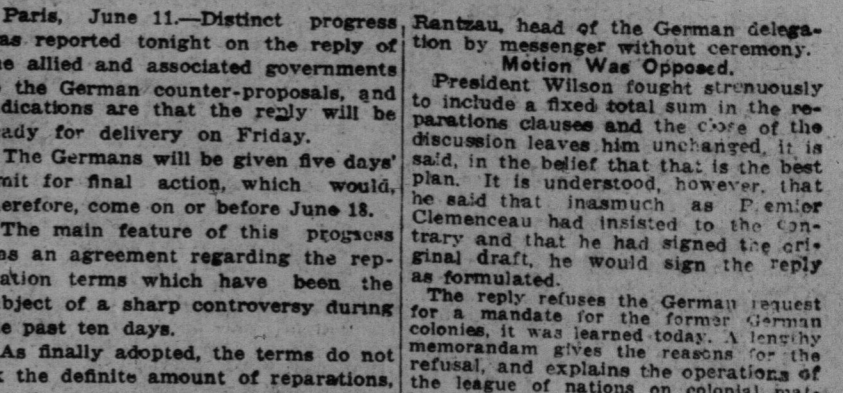 Paris, June 11.—Distinct progress
as reported tonight on the reply of
e allied and associated governments
the German counter-proposals, and
dications are that the reply will be
ady for delivery on Friday.
The Germans will be given five days'
mit for final action, which would,
erefore, come on or before June 18.
The main feature of this progress
as an agreement regarding the rep-
ation terms which have been the
bject of a sharp controversy during
e past ten days.
As finally adopted, the terms do not
the definite amount of reparations,
Rantzau, head of the German delega-
tion by messenger without ceremony.
Motion Was Opposed.
President Wilson fought strenuously
to include a fixed total sum in the re-
parations clauses and the close of the
discussion leaves him unchanged, it is
said, in the belief that that is the best
plan. It is understood, however, that
he said that inasmuch as Premier
Clemenceau had insisted to the con-
trary and that he had signed the ori-
ginal draft, he would sign the reply
as formulated.
The reply refuses the German request
for a mandate for the former German
colonies, it was learned today. A lengthy
memorandam gives the reasons for the
refusal, and explains the operations of
the league of nations on colonial mat-